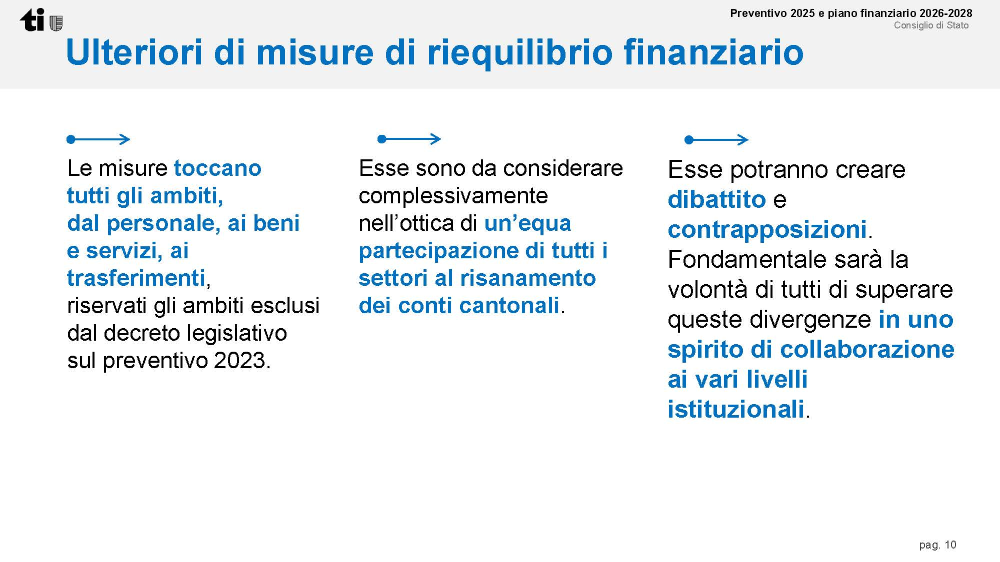 ti
Preventivo 2025 e piano finanziario 2026-2028
Consiglio di Stato
Ulteriori di misure di riequilibrio finanziario
Le misure toccano
tutti gli ambiti,
dal personale, ai beni
e servizi, ai
trasferimenti,
riservati gli ambiti esclusi
dal decreto legislativo
sul preventivo 2023.
Esse sono da considerare
complessivamente
nell’ottica di un’equa
partecipazione di tutti i
settori al risanamento
dei conti cantonali.
Esse potranno creare
dibattito e
contrapposizioni.
Fondamentale sarà la
volontà di tutti di superare
queste divergenze in uno
spirito di collaborazione
ai vari livelli
istituzionali.
pag. 10